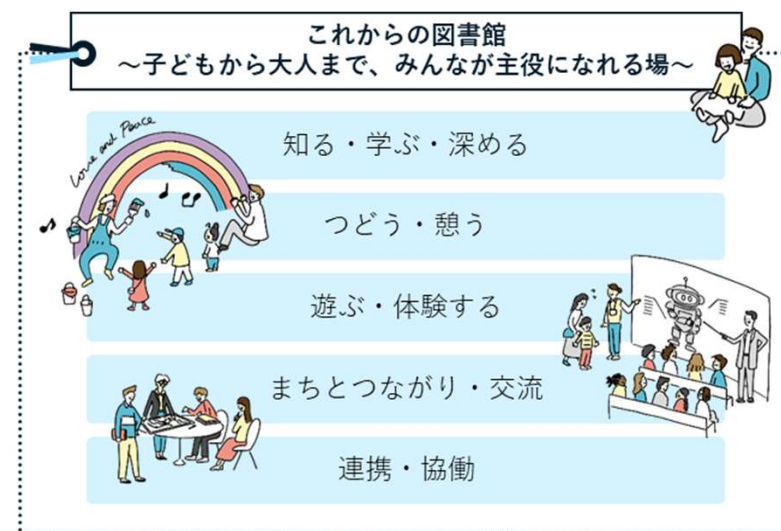 これからの図書館
～子どもから大人まで、みんなが主役になれる場～
Love and Peace
知る・学ぶ・深める
つどう・憩う
遊ぶ・体験する
まちとつながり・交流
連携・協働